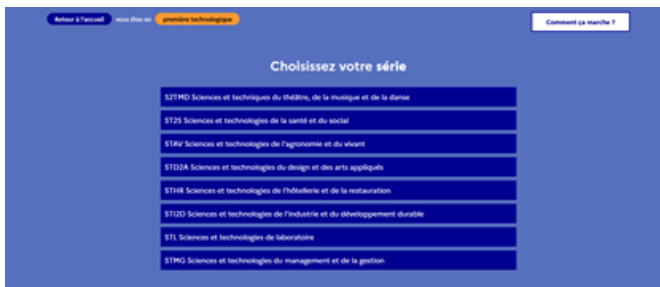 Retour à l'accueil vous êtes en première technologique
Comment ça marche ?
Choisissez votre série
S2TMD Sciences et techniques du théâtre, de la musique et de la danse
ST2S Sciences et technologies de la santé et du social
STAV Sciences et technologies de l'agronomie et du vivant
STD2A Sciences et technologies du design et des arts appliqués
STHR Sciences et technologies de l'hôtellerie et de la restauration
STI2D Sciences et technologies de l'industrie et du développement durable
STL Sciences et technologies de laboratoire
STMG Sciences et technologies du management et de la gestion